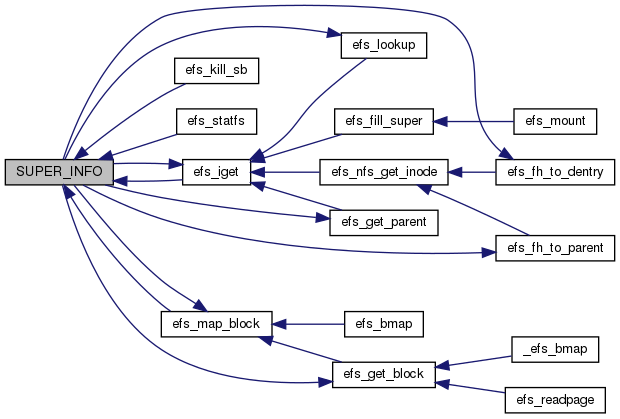 efs_lookup
efs_kill_sb
efs_statfs
efs_fill_super
efs_mount
SUPER_INFO
efs_iget
efs_nfs_get_inode
efs_fh_to_dentry
efs_get_parent
efs_fh_to_parent
efs_map_block
efs_bmap
_efs_bmap
efs_get_block
efs_readpage